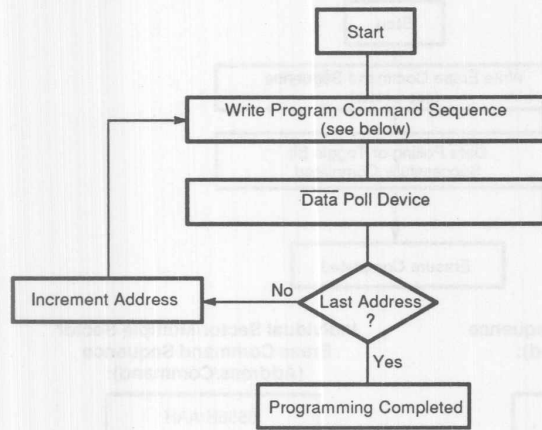 Start
Write Program Command Sequence
(see below)
Data Poll Device
Increment Address
No
Last Address
?
Yes
Programming Completed